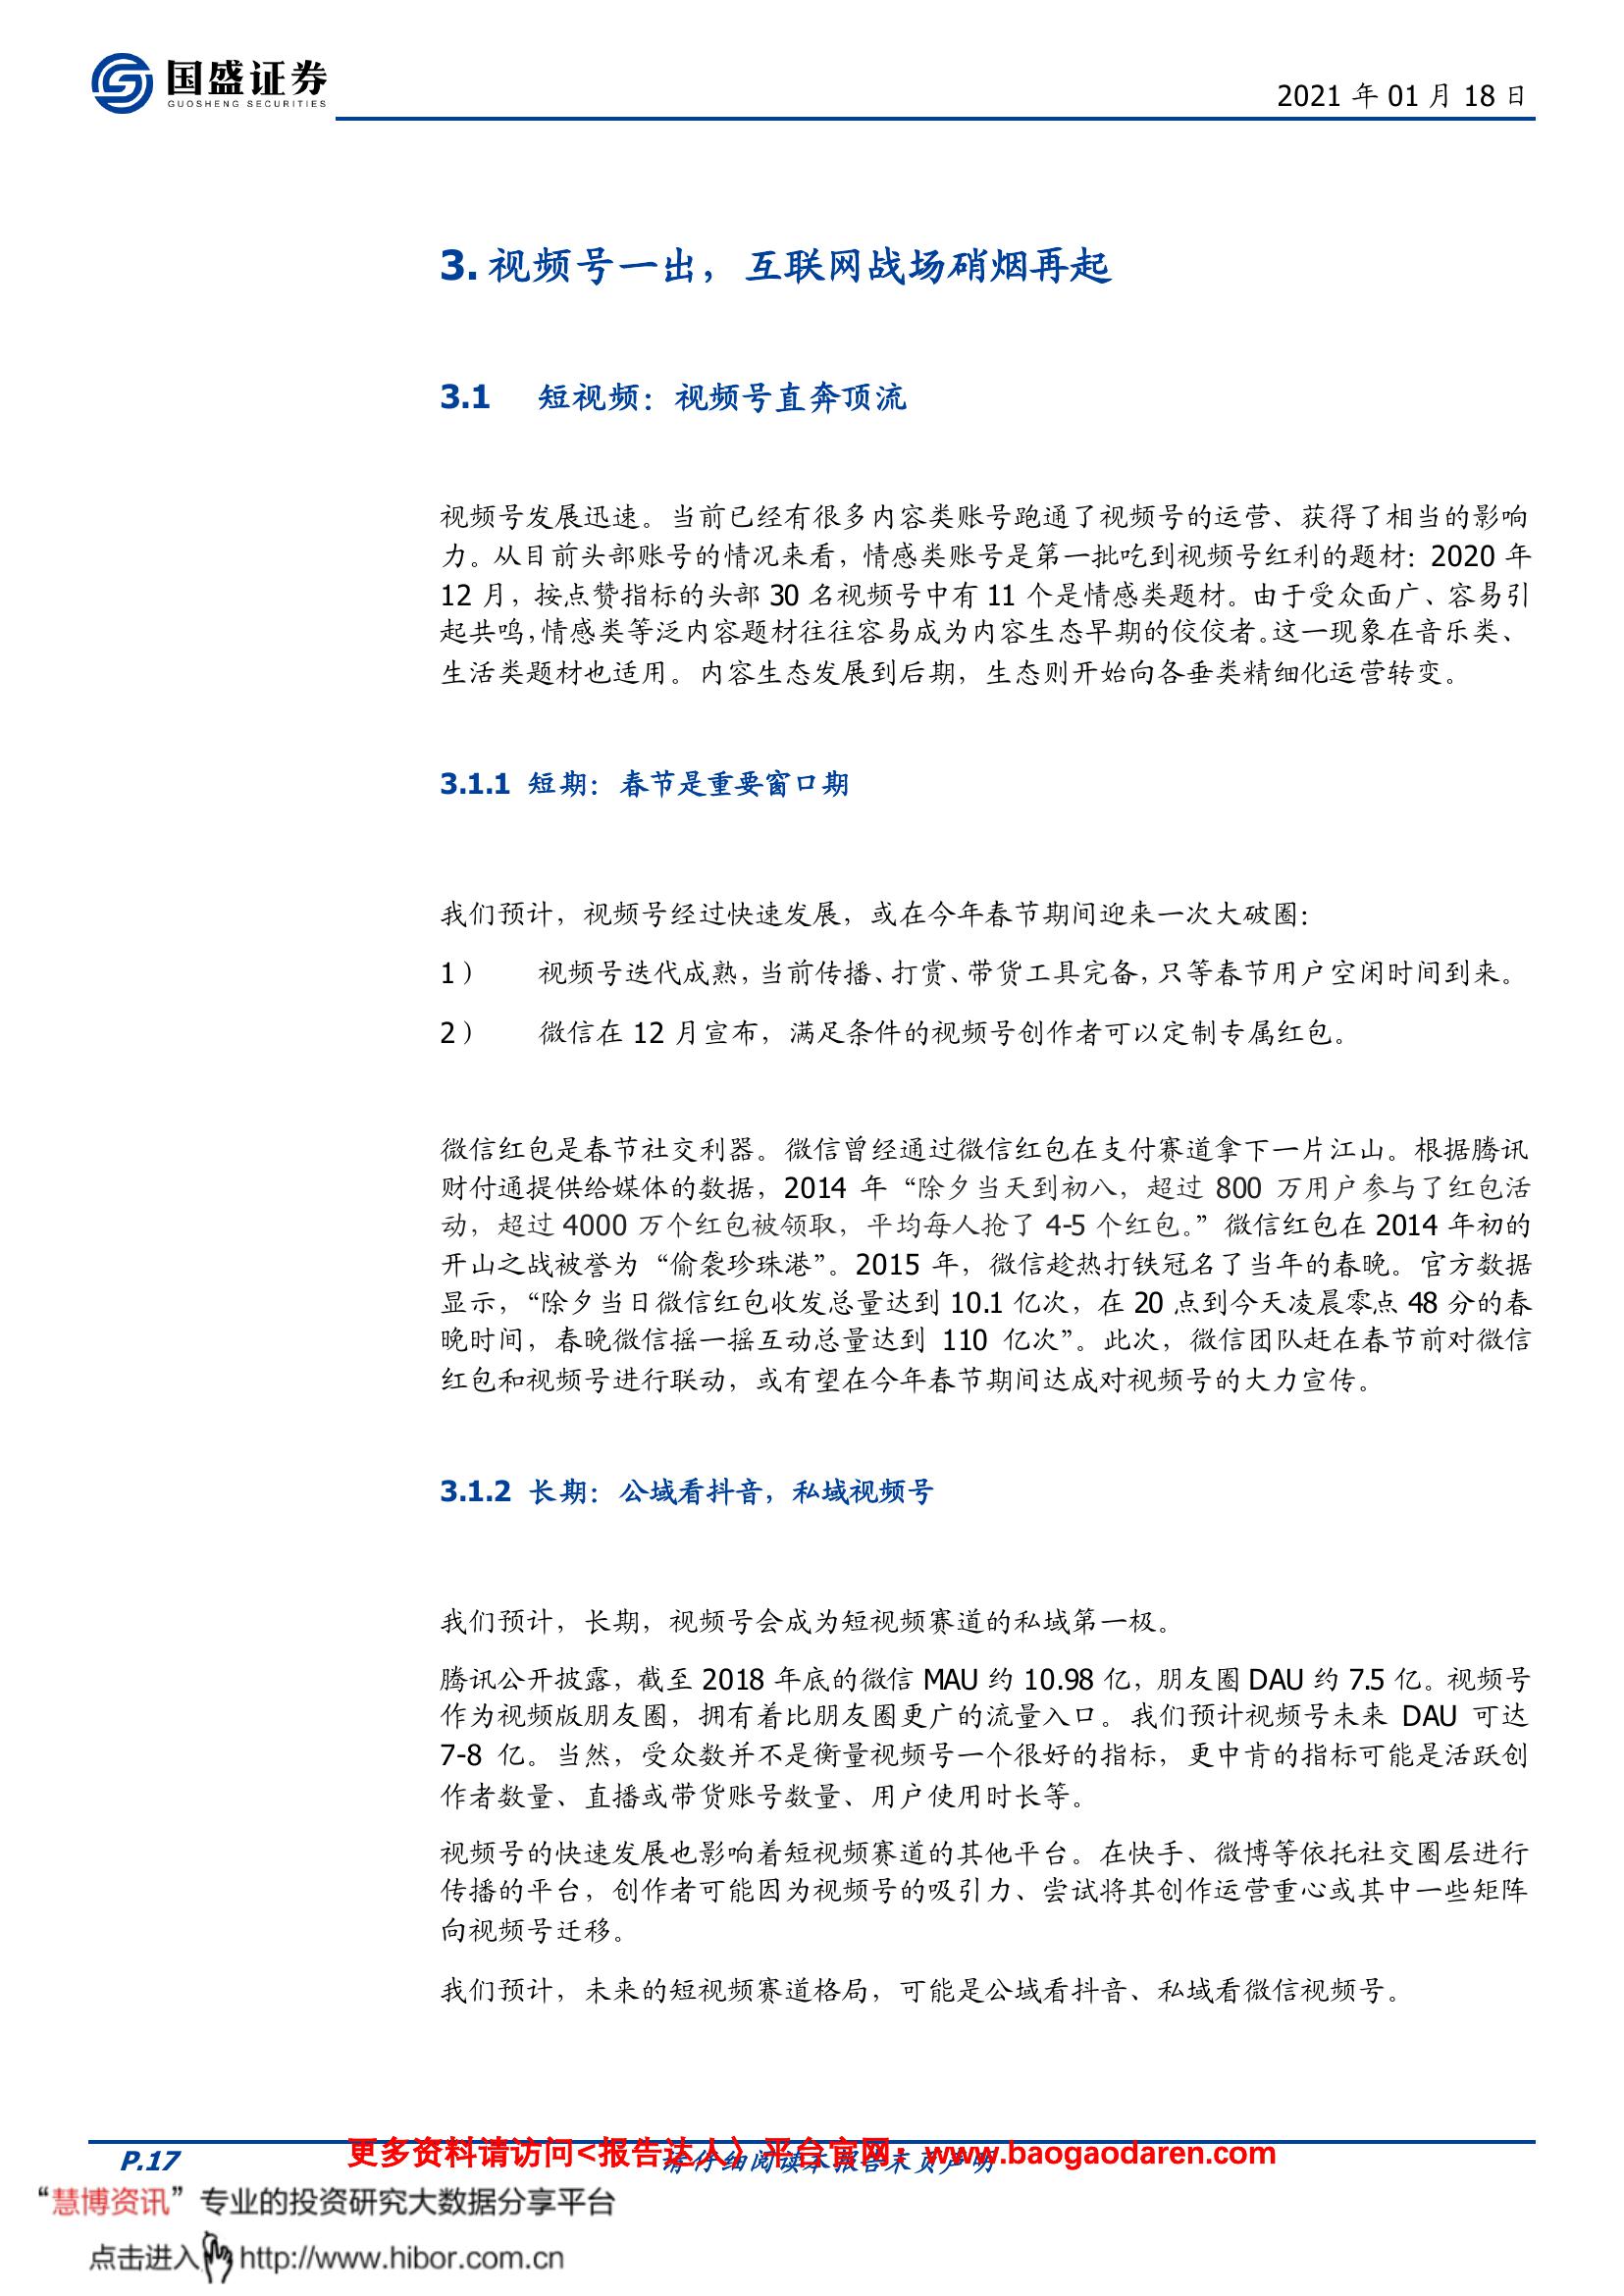 国盛证券
GUOSHENG SECURITIES
2021 年 01 月 18 日
3. 视频号一出，互联网战场硝烟再起
3.1 短视频：视频号直奔顶流
视频号发展迅速。当前已经有很多内容类账号跑通了视频号的运营、获得了相当的影响
力。从目前头部账号的情况来看，情感类账号是第一批吃到视频号红利的题材：2020 年
12 月，按点赞指标的头部 30 名视频号中有 11 个是情感类题材。由于受众面广、容易引
起共鸣，情感类等泛内容题材往往容易成为内容生态早期的佼佼者。这一现象在音乐类、
生活类题材也适用。内容生态发展到后期，生态则开始向各垂类精细化运营转变。
3.1.1 短期：春节是重要窗口期
我们预计，视频号经过快速发展，或在今年春节期间迎来一次大破圈：
1） 视频号迭代成熟，当前传播、打赏、带货工具完备，只等春节用户空闲时间到来。
2） 微信在 12 月宣布，满足条件的视频号创作者可以定制专属红包。
微信红包是春节社交利器。微信曾经通过微信红包在支付赛道拿下一片江山。根据腾讯
财付通提供给媒体的数据，2014 年“除夕当天到初八，超过 800 万用户参与了红包活
动，超过 4000 万个红包被领取，平均每人抢了 4-5 个红包。”微信红包在 2014 年初的
开山之战被誉为“偷袭珍珠港”。2015 年，微信趁热打铁冠名了当年的春晚。官方数据
显示，“除夕当日微信红包收发总量达到 10.1 亿次，在 20 点到今天凌晨零点 48 分的春
晚时间，春晚微信摇一摇互动总量达到 110 亿次”。此次，微信团队赶在春节前对微信
红包和视频号进行联动，或有望在今年春节期间达成对视频号的大力宣传。
3.1.2 长期：公域看抖音，私域视频号
我们预计，长期，视频号会成为短视频赛道的私域第一极。
腾讯公开披露，截至 2018 年底的微信 MAU 约 10.98 亿，朋友圈 DAU 约 7.5 亿。视频号
作为视频版朋友圈，拥有着比朋友圈更广的流量入口。我们预计视频号未来 DAU 可达
7-8 亿。当然，受众数并不是衡量视频号一个很好的指标，更中肯的指标可能是活跃创
作者数量、直播或带货账号数量、用户使用时长等。
视频号的快速发展也影响着短视频赛道的其他平台。在快手、微博等依托社交圈层进行
传播的平台，创作者可能因为视频号的吸引力、尝试将其创作运营重心或其中一些矩阵
向视频号迁移。
我们预计，未来的短视频赛道格局，可能是公域看抖音、私域看微信视频号。
更多资料请访问<报告达人》平台官网：www.baogaodaren.com
P.17 请仔细阅读本报告末页声明
“慧博资讯”专业的投资研究大数据分享平台
点击进入 http://www.hibor.com.cn